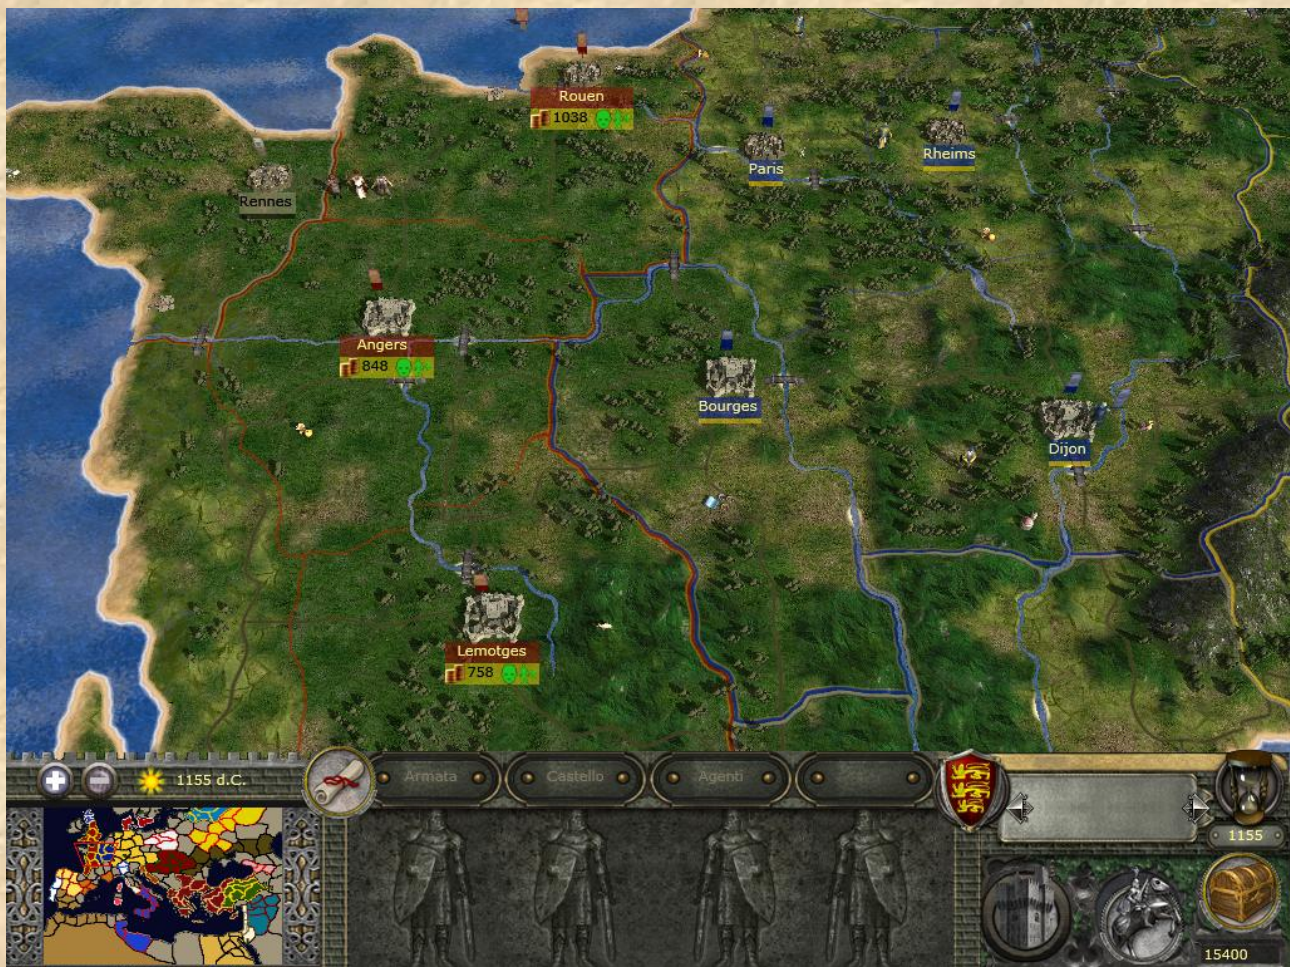 Rouen
1038
Paris
Rheims
Rennes
Angers
848
Bourges
Dijon
Lemotges
758
1155 d.C.
Armata
Castello
Agenti
1155
15400